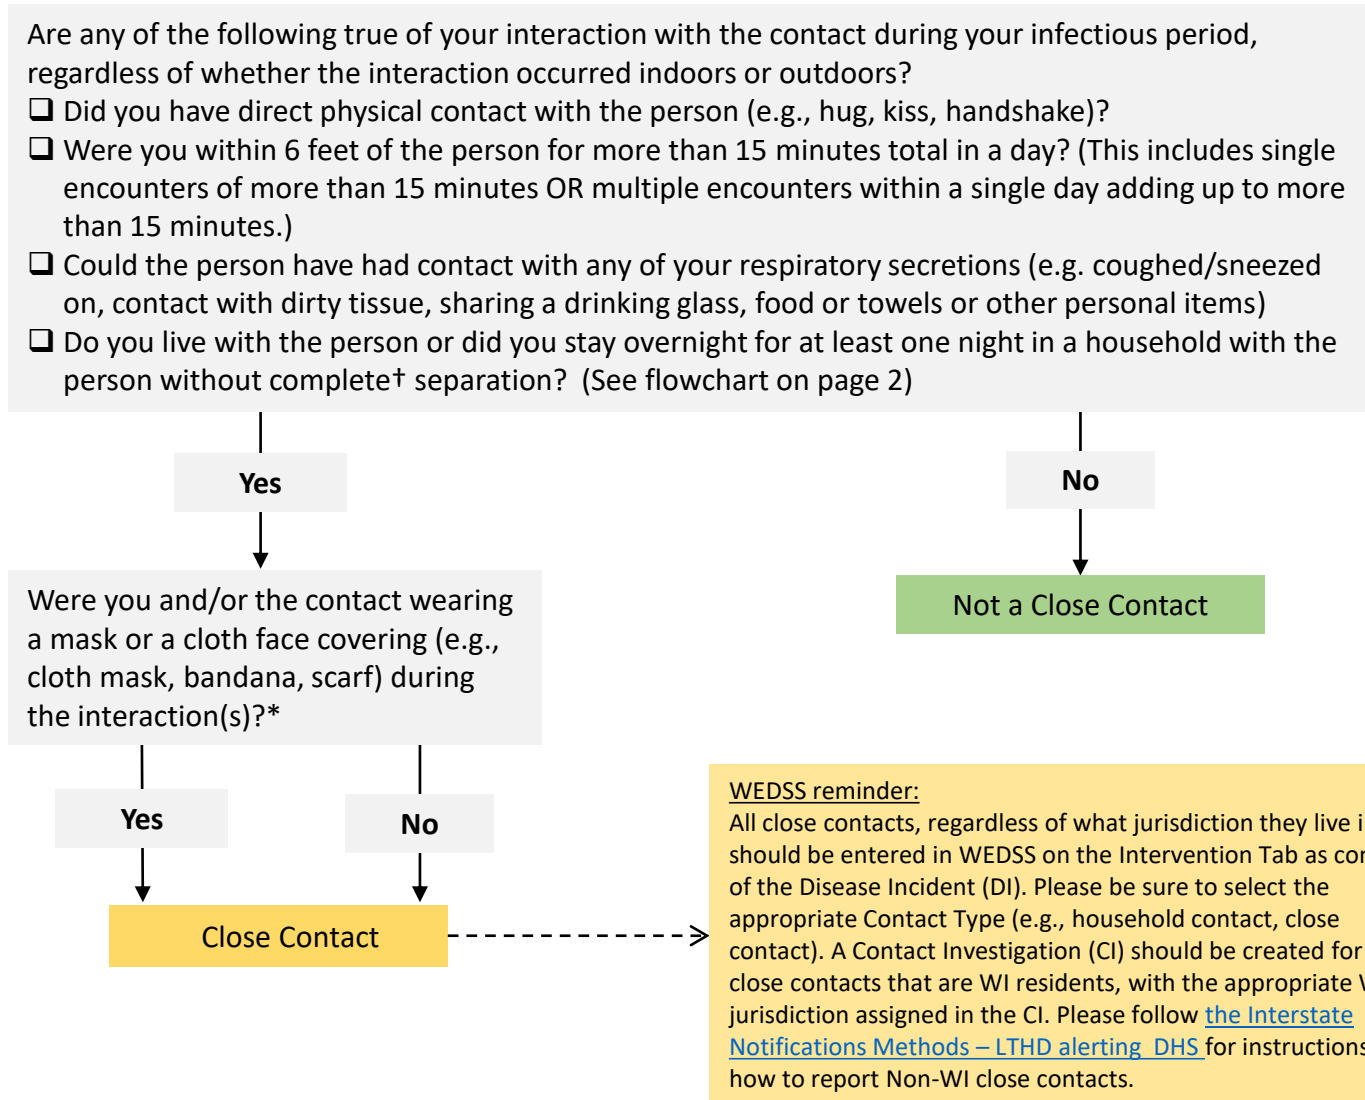 Are any of the following true of your interaction with the contact during your infectious period,
regardless of whether the interaction occurred indoors or outdoors?
❑ Did you have direct physical contact with the person (e.g., hug, kiss, handshake)?
❑ Were you within 6 feet of the person for more than 15 minutes total in a day? (This includes single
encounters of more than 15 minutes OR multiple encounters within a single day adding up to more
than 15 minutes.)
❑ Could the person have had contact with any of your respiratory secretions (e.g. coughed/sneezed
on, contact with dirty tissue, sharing a drinking glass, food or towels or other personal items)
❑ Do you live with the person or did you stay overnight for at least one night in a household with the
person without complete† separation? (See flowchart on page 2)
Yes
No
Were you and/or the contact wearing
a mask or a cloth face covering (e.g.,
cloth mask, bandana, scarf) during
the interaction(s)?*
Not a Close Contact
Yes
No
Close Contact
WEDSS reminder:
All close contacts, regardless of what jurisdiction they live
should be entered in WEDSS on the Intervention Tab as
of the Disease Incident (DI). Please be sure to select the
appropriate Contact Type (e.g., household contact, close
contact). A Contact Investigation (CI) should be created for
close contacts that are WI residents, with the appropriate
jurisdiction assigned in the CI. Please follow the Interstate
Notifications Methods – LTHD alerting DHS for instructions
how to report Non-WI close contacts.